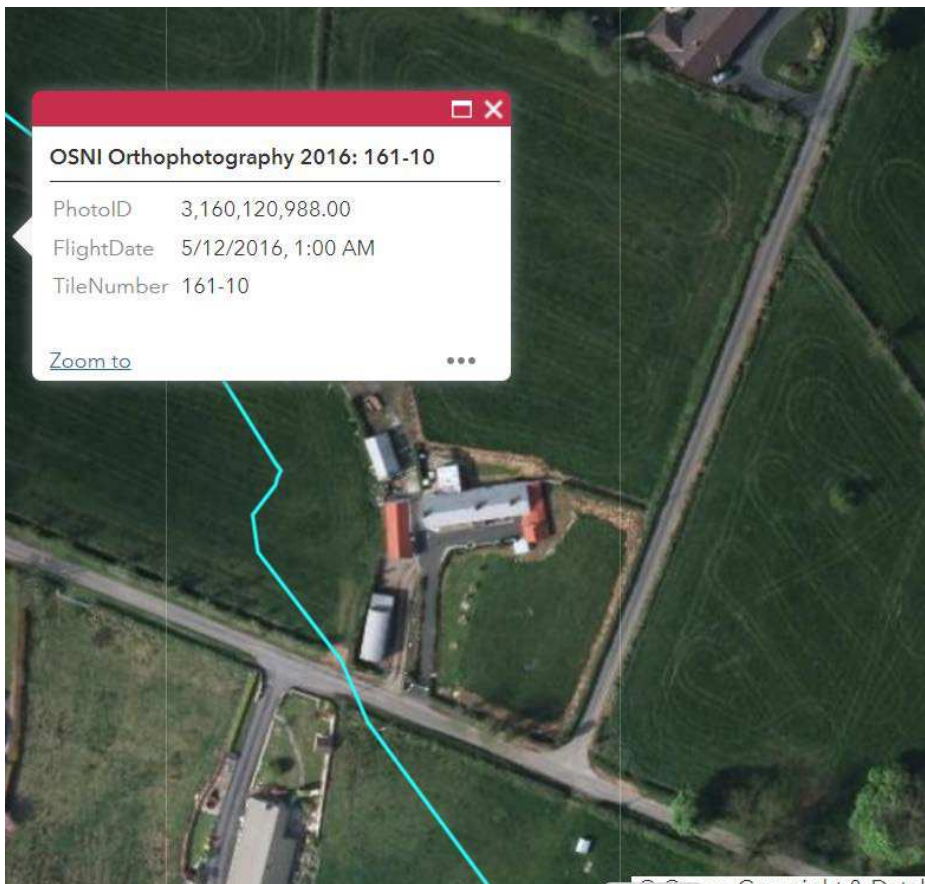 OSNI Orthophotography 2016: 161-10
PhotoID 3,160,120,988.00
FlightDate 5/12/2016, 1:00 AM
TileNumber 161-10
Zoom to